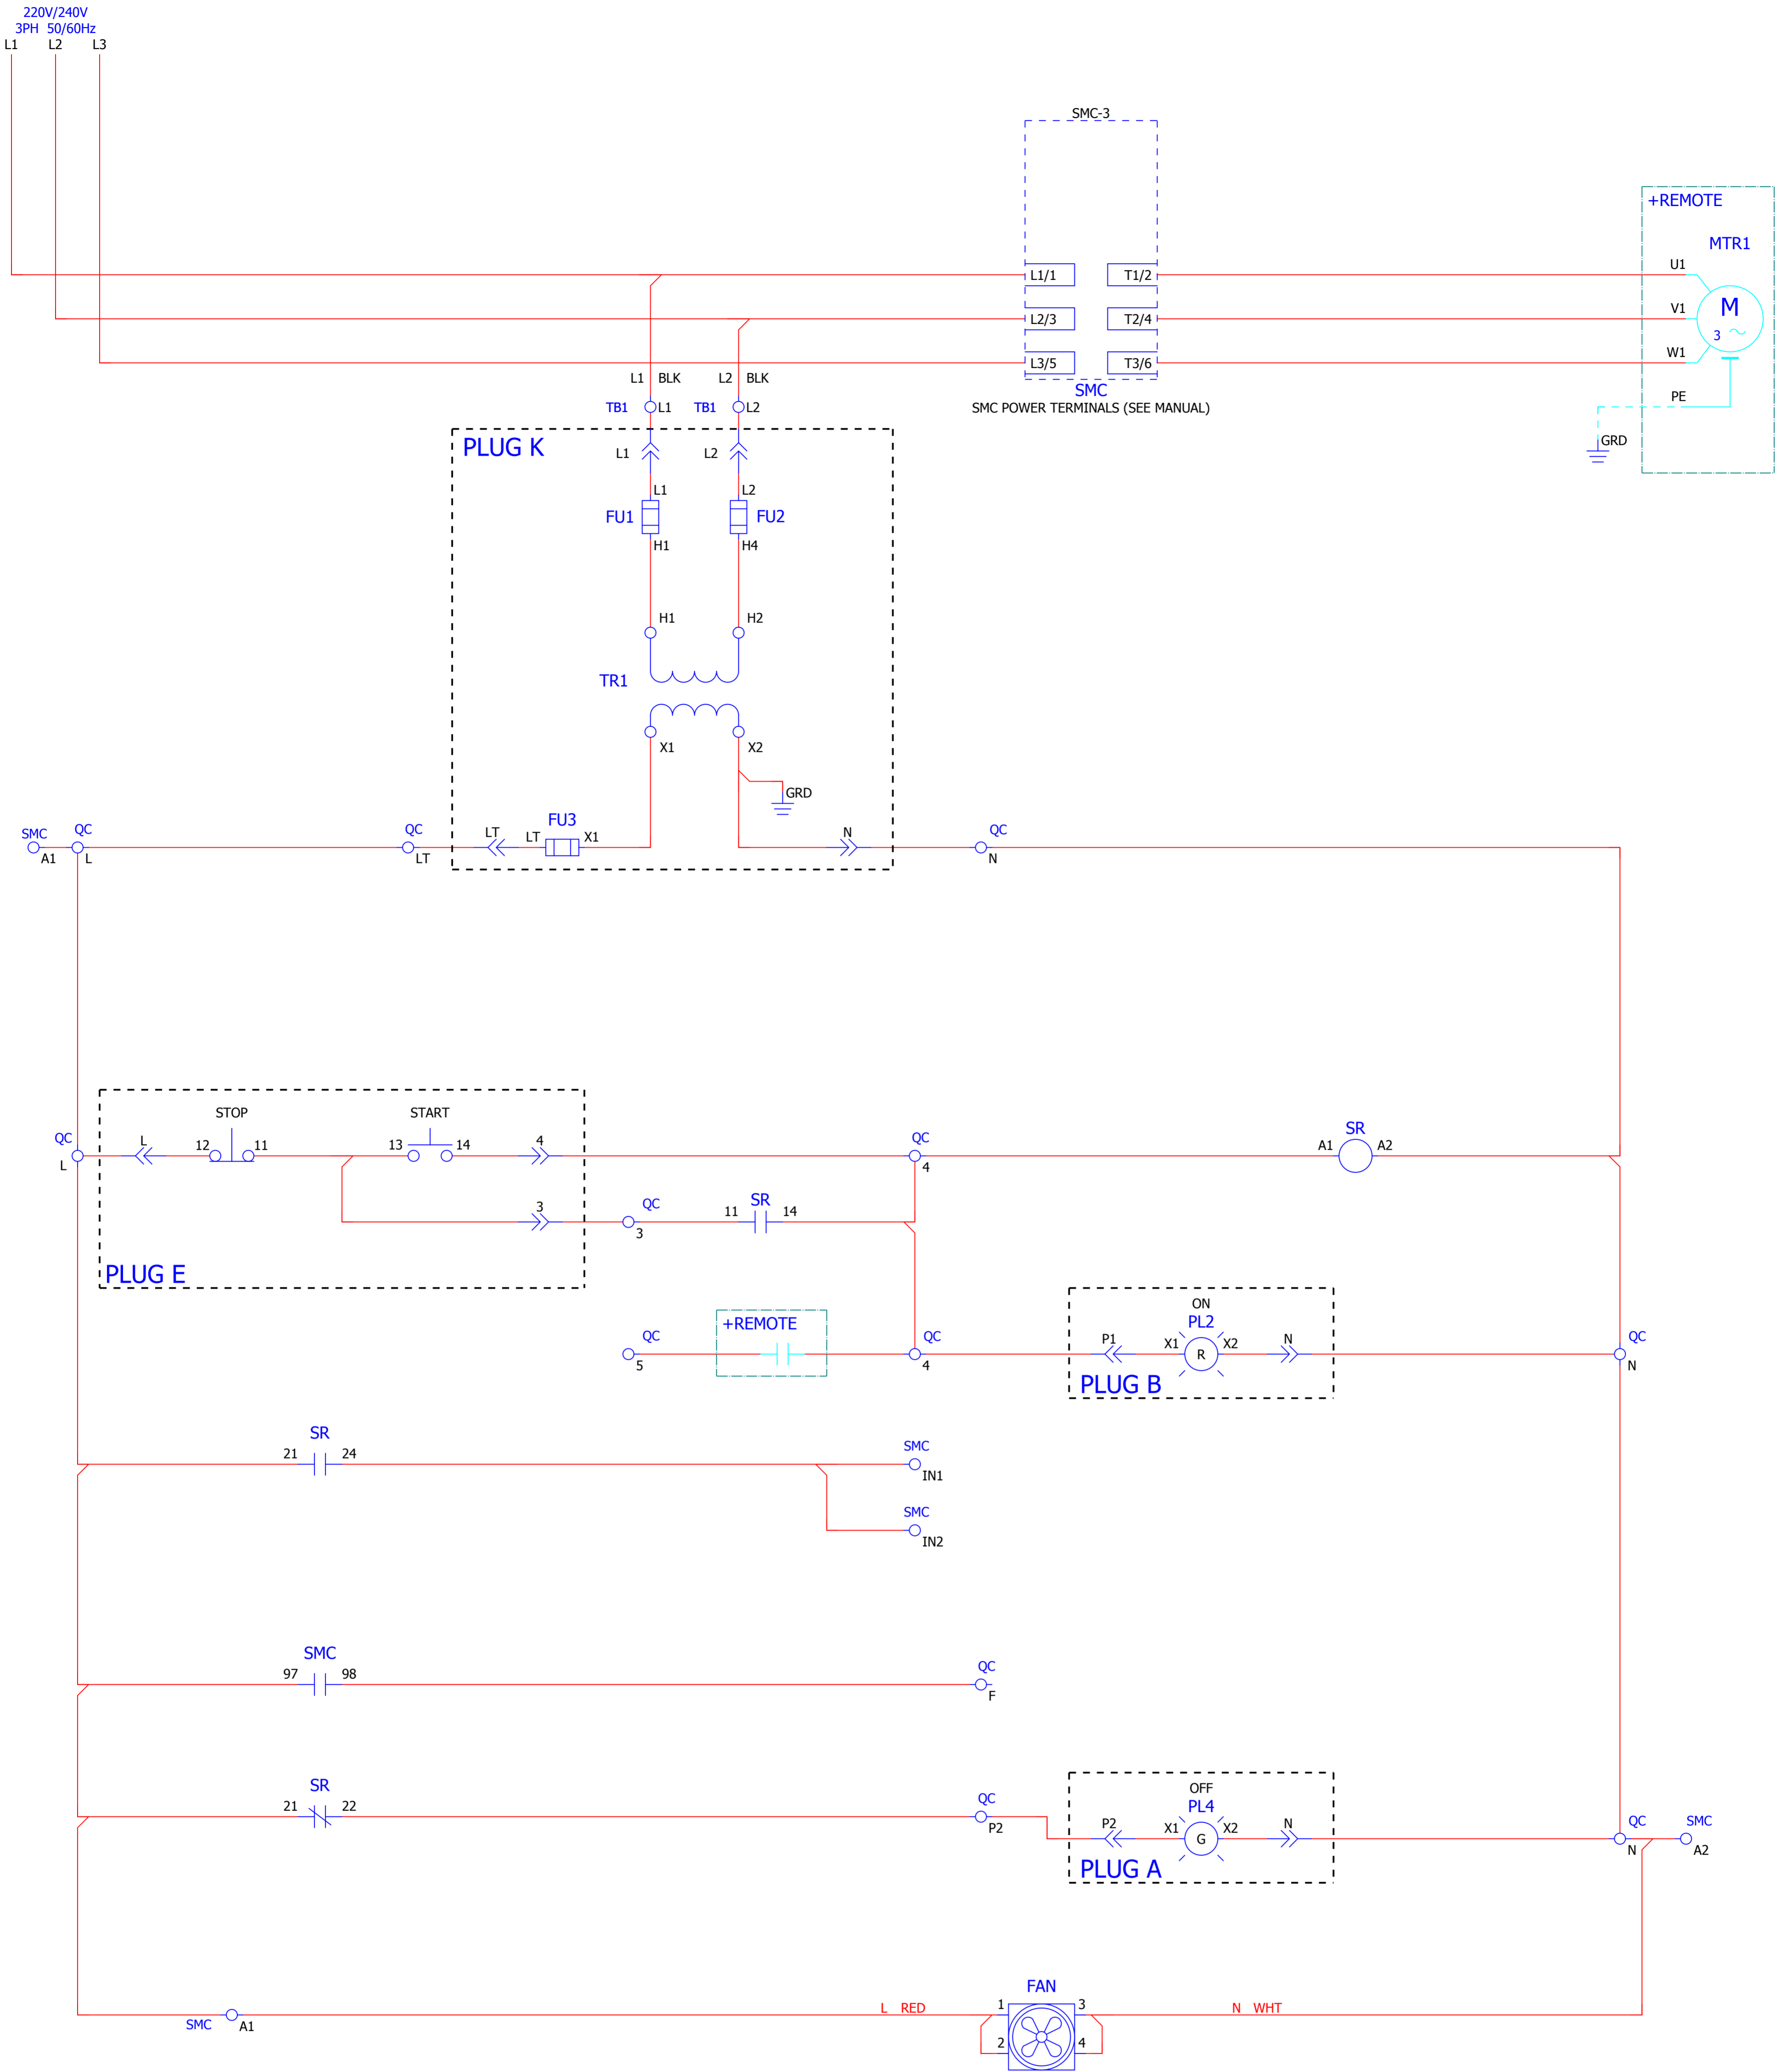 220V/240V
3PH 50/60Hz
L1 L2 L3
SMC-3
+REMOTE
MTR1
L1/1 T1/2 U1
M
3
L2/3 T2/4 V1
L3/5 T3/6 W1
L1 BLK L2 BLK
SMC
SMC POWER TERMINALS (SEE MANUAL)
PE
TB1 L1 TB1 L2
GRD
PLUG K
L1 L2
L1 L2
FU1 FU2
H1 H4
H1 H2
TR1
X1 X2
GRD
SMC QC QC FU3 QC
LT LT X1 N
A1 L LT N
STOP START
QC L 12 11 13 14 4 QC SR
A1 A2
L 4
3 QC 11 SR 14
3
PLUG E
ON
+REMOTE PL2
QC QC P1 X1 R X2 N QC
5 4 N
PLUG B
SR SMC
21 24
IN1
SMC
IN2
SMC QC
97 98
F
SR OFF
21 22 QC PL4
P2 P2 X1 G X2 N QC SMC
N A2
PLUG A
FAN
L RED 1 3 N WHT
SMC A1 2 4